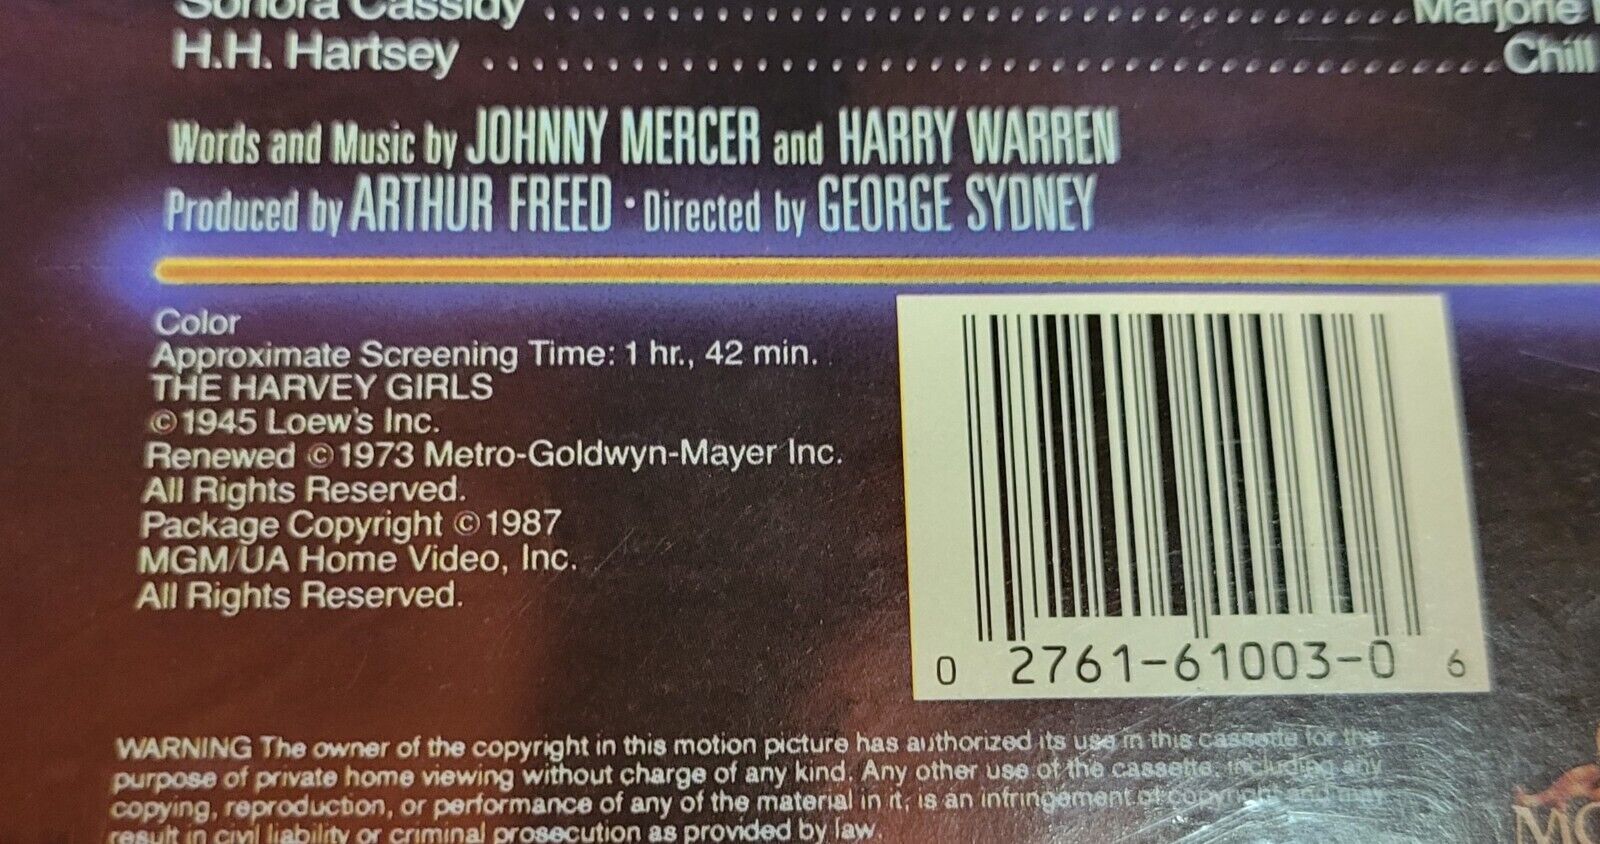 Sonora Cassidy ........................................ Marjorie
H.H. Hartsey ........................................ Chill
Words and Music by JOHNNY MERCER and HARRY WARREN
Produced by ARTHUR FREED • Directed by GEORGE SYDNEY
Color
Approximate Screening Time: 1 hr., 42 min.
THE HARVEY GIRLS
© 1945 Loew's Inc.
Renewed © 1973 Metro-Goldwyn-Mayer Inc.
All Rights Reserved.
Package Copyright © 1987
MGM/UA Home Video, Inc.
All Rights Reserved.
0 2761-61003-0 6
WARNING The owner of the copyright in this motion picture has authorized its use in this cassette for the
purpose of private home viewing without charge of any kind. Any other use of the cassette, including any
copying, reproduction, or performance of any of the material in it, is an infringement of copyright and may
result in civil liability or criminal prosecution as provided by law.